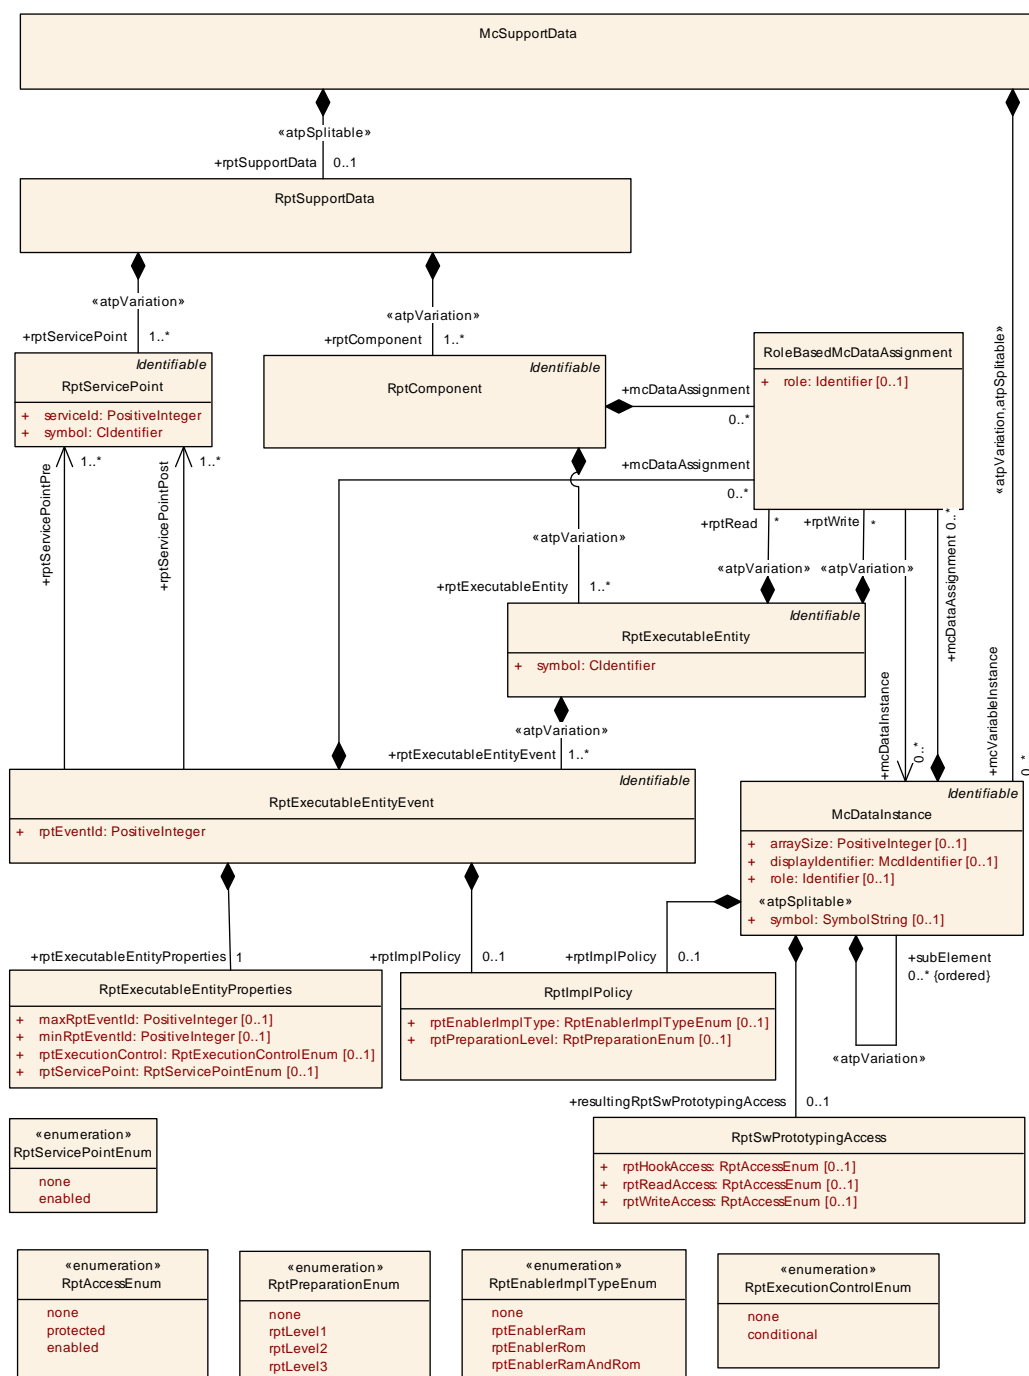 McSupportData
«atpSplitable»
+rptSupportData 0..1
RptSupportData
«atpVariation»
+rptServicePoint 1..*
«atpVariation»
+rptComponent 1..*
«atpVariation,atpSplitable»
Identifiable
RptServicePoint
+ serviceId: PositiveInteger
+ symbol: CIdentifier
Identifiable
RptComponent
+mcDataAssignment
0..*
RoleBasedMcDataAssignment
+ role: Identifier [0..1]
+mcDataAssignment
0..*
1..*
1..*
+rptServicePointPre
+rptServicePointPost
«atpVariation»
+rptExecutableEntity 1..*
+rptRead *
+rptWrite *
«atpVariation» «atpVariation»
+mcDataAssignment 0..*
Identifiable
RptExecutableEntity
+ symbol: CIdentifier
+mcDataInstance
0..*
+mcVariableInstance
0..*
«atpVariation»
+rptExecutableEntityEvent 1..*
Identifiable
RptExecutableEntityEvent
+ rptEventId: PositiveInteger
Identifiable
McDataInstance
+ arraySize: PositiveInteger [0..1]
+ displayIdentifier: McdIdentifier [0..1]
+ role: Identifier [0..1]
«atpSplitable»
+ symbol: SymbolString [0..1]
+rptExecutableEntityProperties 1
+rptImplPolicy 0..1
+rptImplPolicy 0..1
+subElement
0..* {ordered}
«atpVariation»
RptExecutableEntityProperties
+ maxRptEventId: PositiveInteger [0..1]
+ minRptEventId: PositiveInteger [0..1]
+ rptExecutionControl: RptExecutionControlEnum [0..1]
+ rptServicePoint: RptServicePointEnum [0..1]
RptImplPolicy
+ rptEnablerImplType: RptEnablerImplTypeEnum [0..1]
+ rptPreparationLevel: RptPreparationEnum [0..1]
+resultingRptSwPrototypingAccess 0..1
RptSwPrototypingAccess
+ rptHookAccess: RptAccessEnum [0..1]
+ rptReadAccess: RptAccessEnum [0..1]
+ rptWriteAccess: RptAccessEnum [0..1]
«enumeration»
RptServicePointEnum
none
enabled
«enumeration»
RptAccessEnum
none
protected
enabled
«enumeration»
RptPreparationEnum
none
rptLevel1
rptLevel2
rptLevel3
«enumeration»
RptEnablerImplTypeEnum
none
rptEnablerRam
rptEnablerRom
rptEnablerRamAndRom
«enumeration»
RptExecutionControlEnum
none
conditional